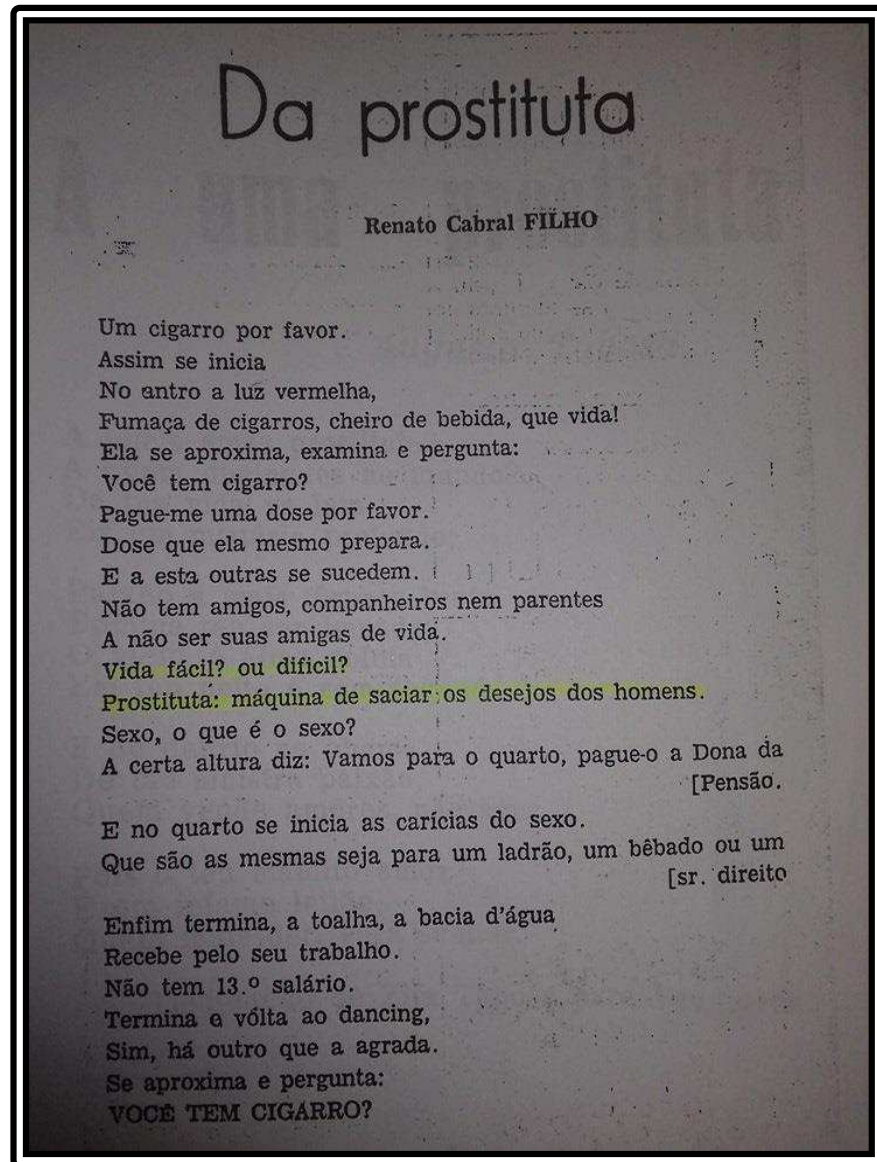 Da prostituta
Renato Cabral FILHO
Um cigarro por favor.
Assim se inicia
No antro a luz vermelha,
Fumaça de cigarros, cheiro de bebida, que vida!
Ela se aproxima, examina e pergunta:
Você tem cigarro?
Pague-me uma dose por favor.
Dose que ela mesmo prepara.
E a esta outras se sucedem.
Não tem amigos, companheiros nem parentes
A não ser suas amigas de vida.
Vida fácil? ou dificil?
Prostituta: máquina de saciar os desejos dos homens.
Sexo, o que é o sexo?
A certa altura diz: Vamos para o quarto, pague-o a Dona da
[Pensão.
E no quarto se inicia as carícias do sexo.
Que são as mesmas seja para um ladrão, um bêbado ou um
[sr. direito
Enfim termina, a toalha, a bacia d'água
Recebe pelo seu trabalho.
Não tem 13.º salário.
Termina e vólta ao dancing,
Sim, há outro que a agrada.
Se aproxima e pergunta:
VOCÊ TEM CIGARRO?